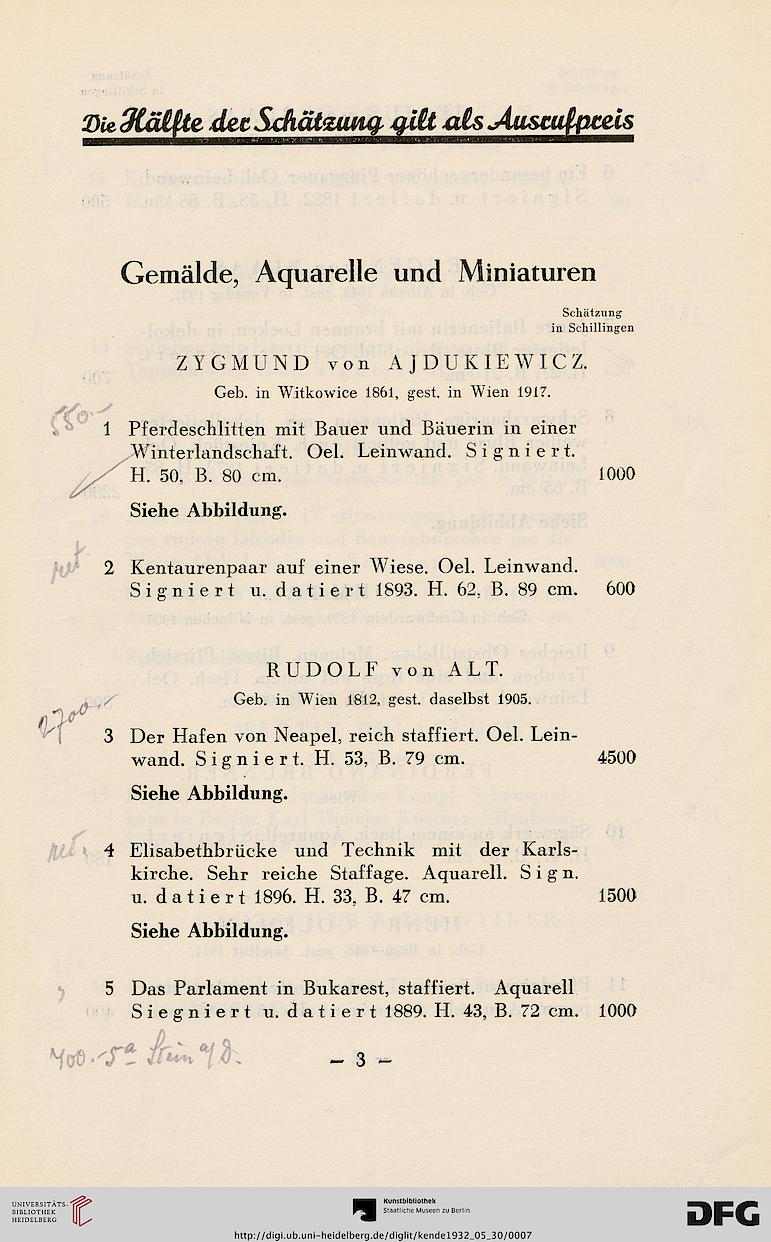 Die Hälfte der Schätzung gilt als Ausrufpreis
Gemälde, Aquarelle und Miniaturen
Schätzung
in Schillingen
ZYGMUND von AJDUKIEWICZ.
Geb. in Witkowice 1861, gest. in Wien 1917.
550.-
1 Pferdeschlitten mit Bauer und Bäuerin in einer
Winterlandschaft. Oel. Leinwand. Signiert.
H. 50, B. 80 cm. 1000
Siehe Abbildung.
ret 2 Kentaurenpaar auf einer Wiese. Oel. Leinwand.
Signiert u. datiert 1893. H. 62, B. 89 cm. 600
RUDOLF von ALT.
Geb. in Wien 1812, gest. daselbst 1905.
2700.-
3 Der Hafen von Neapel, reich staffiert. Oel. Lein-
wand. Signiert. H. 53, B. 79 cm. 4500
Siehe Abbildung.
ret. 4 Elisabethbrücke und Technik mit der Karls-
kirche. Sehr reiche Staffage. Aquarell. Sign.
u. datiert 1896. H. 33, B. 47 cm. 1500
Siehe Abbildung.
5 Das Parlament in Bukarest, staffiert. Aquarell
Siegniert u. datiert 1889. H. 43, B. 72 cm. 1000
700.- 5a Stein a/D.
— 3 —
UNIVERSITÄTS-
BIBLIOTHEK
HEIDELBERG
Kunstbibliothek
Staatliche Museen zu Berlin
DFG
http://digi.ub.uni-heidelberg.de/diglit/kende1932_05_30/0007